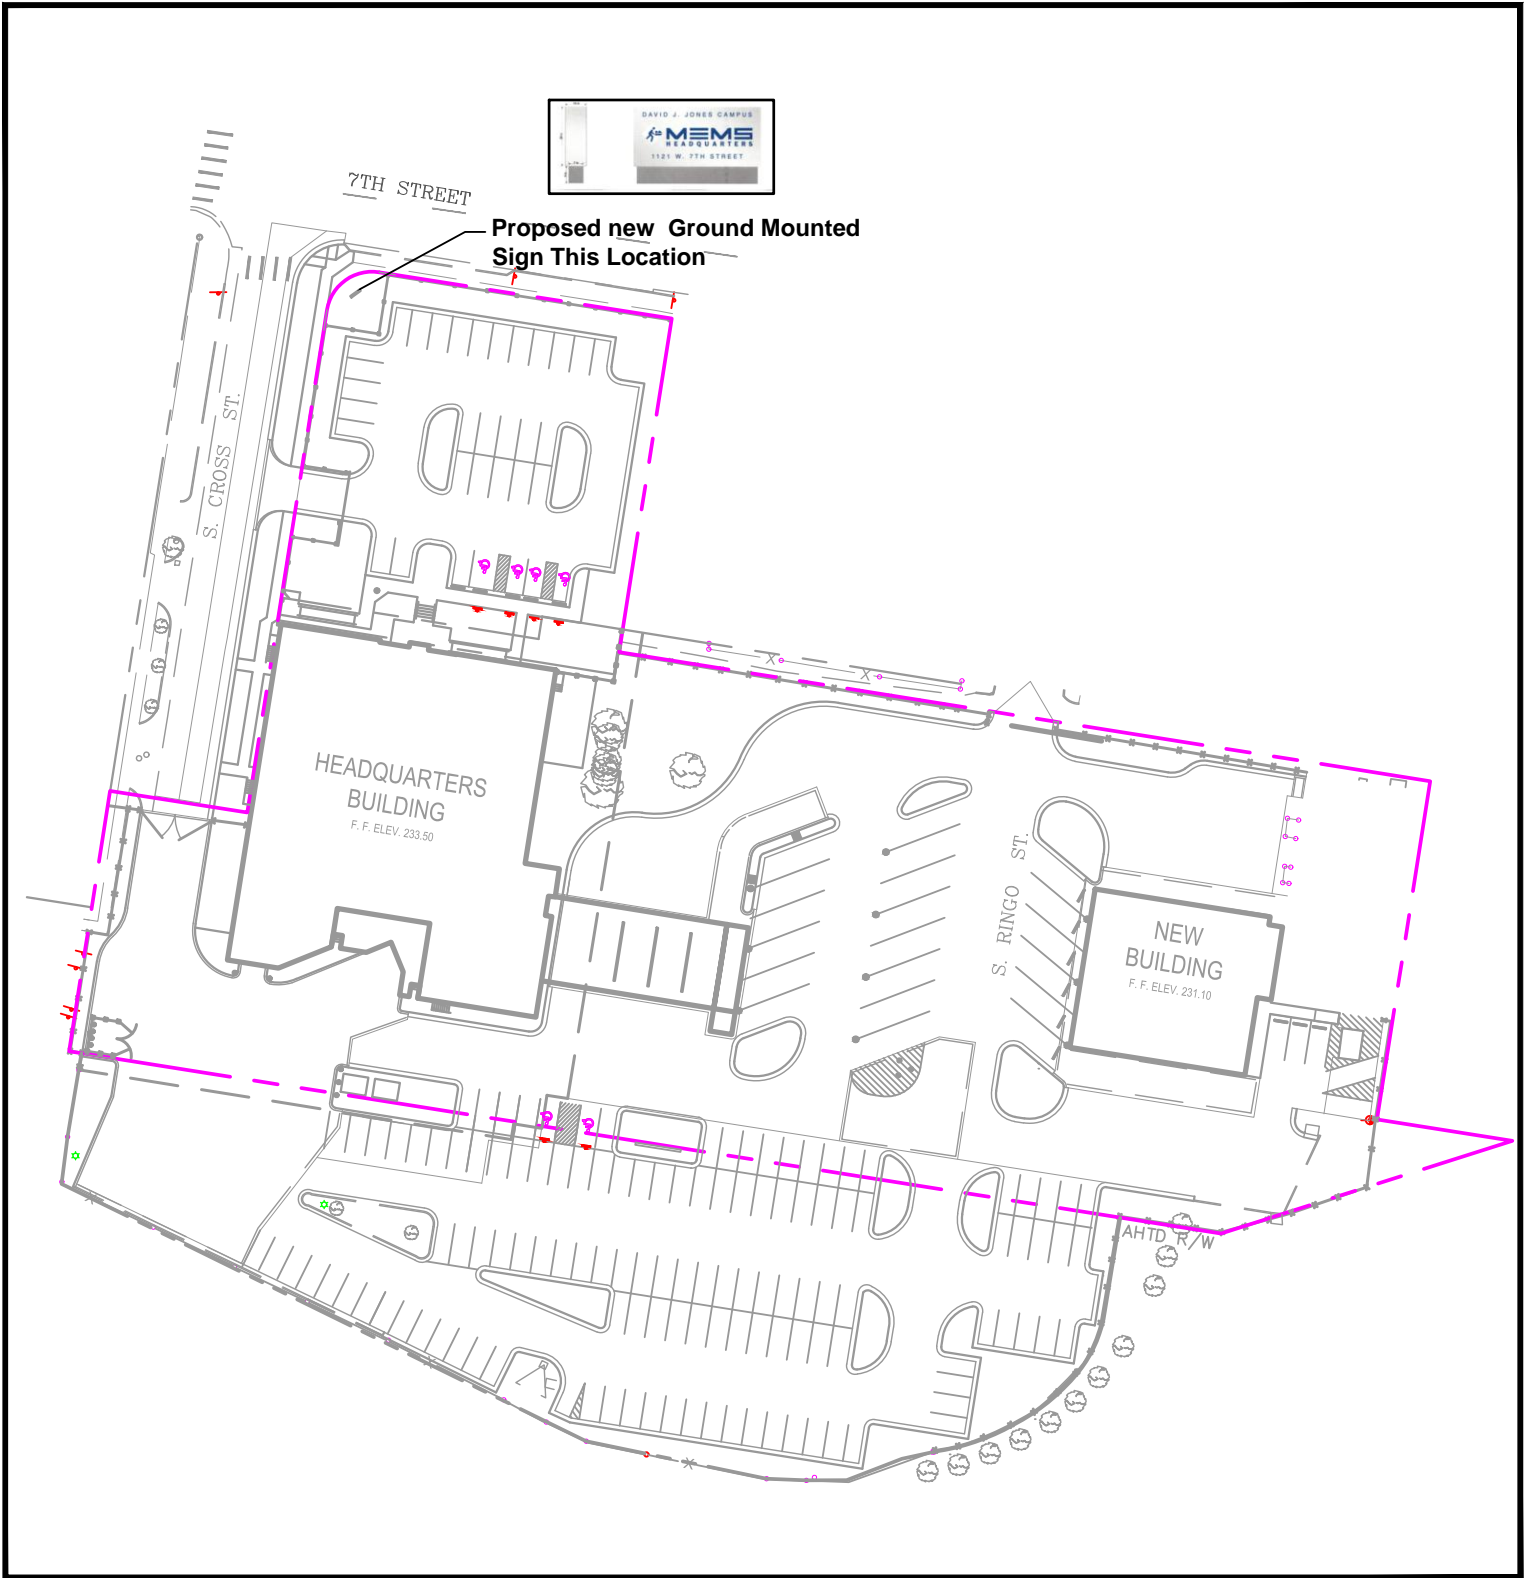 DAVID J. JONES CAMPUS
MEMS
HEADQUARTERS
1121 W. 7TH STREET
7TH STREET
Proposed new Ground Mounted
Sign This Location
S. CROSS ST.
HEADQUARTERS
BUILDING
F. F. ELEV. 233.50
S. RINGO ST.
NEW
BUILDING
F. F. ELEV. 231.10
AHTD R/W